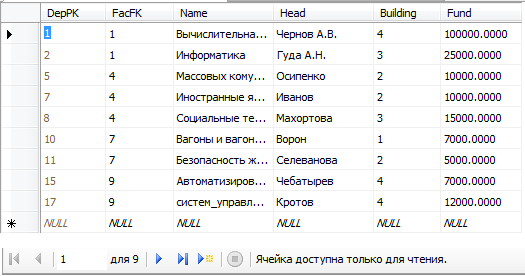 DepPK FacFK Name Head Building Fund
1 1 Вычислительна... Чернов А.В. 4 100000.0000
2 1 Информатика Гуда А.Н. 3 25000.0000
5 4 Массовых кому... Осипенко 2 10000.0000
7 4 Иностранные я... Иванов 2 10000.0000
8 4 Социальные те... Махортова 3 15000.0000
10 7 Вагоны и вагон... Ворон 1 7000.0000
11 7 Безопасность ж... Селеванова 2 5000.0000
15 9 Автоматизиров... Чебатырев 4 7000.0000
17 9 систем_управл... Кротов 4 12000.0000
NULL NULL NULL NULL NULL NULL
1 для 9 Ячейка доступна только для чтения.